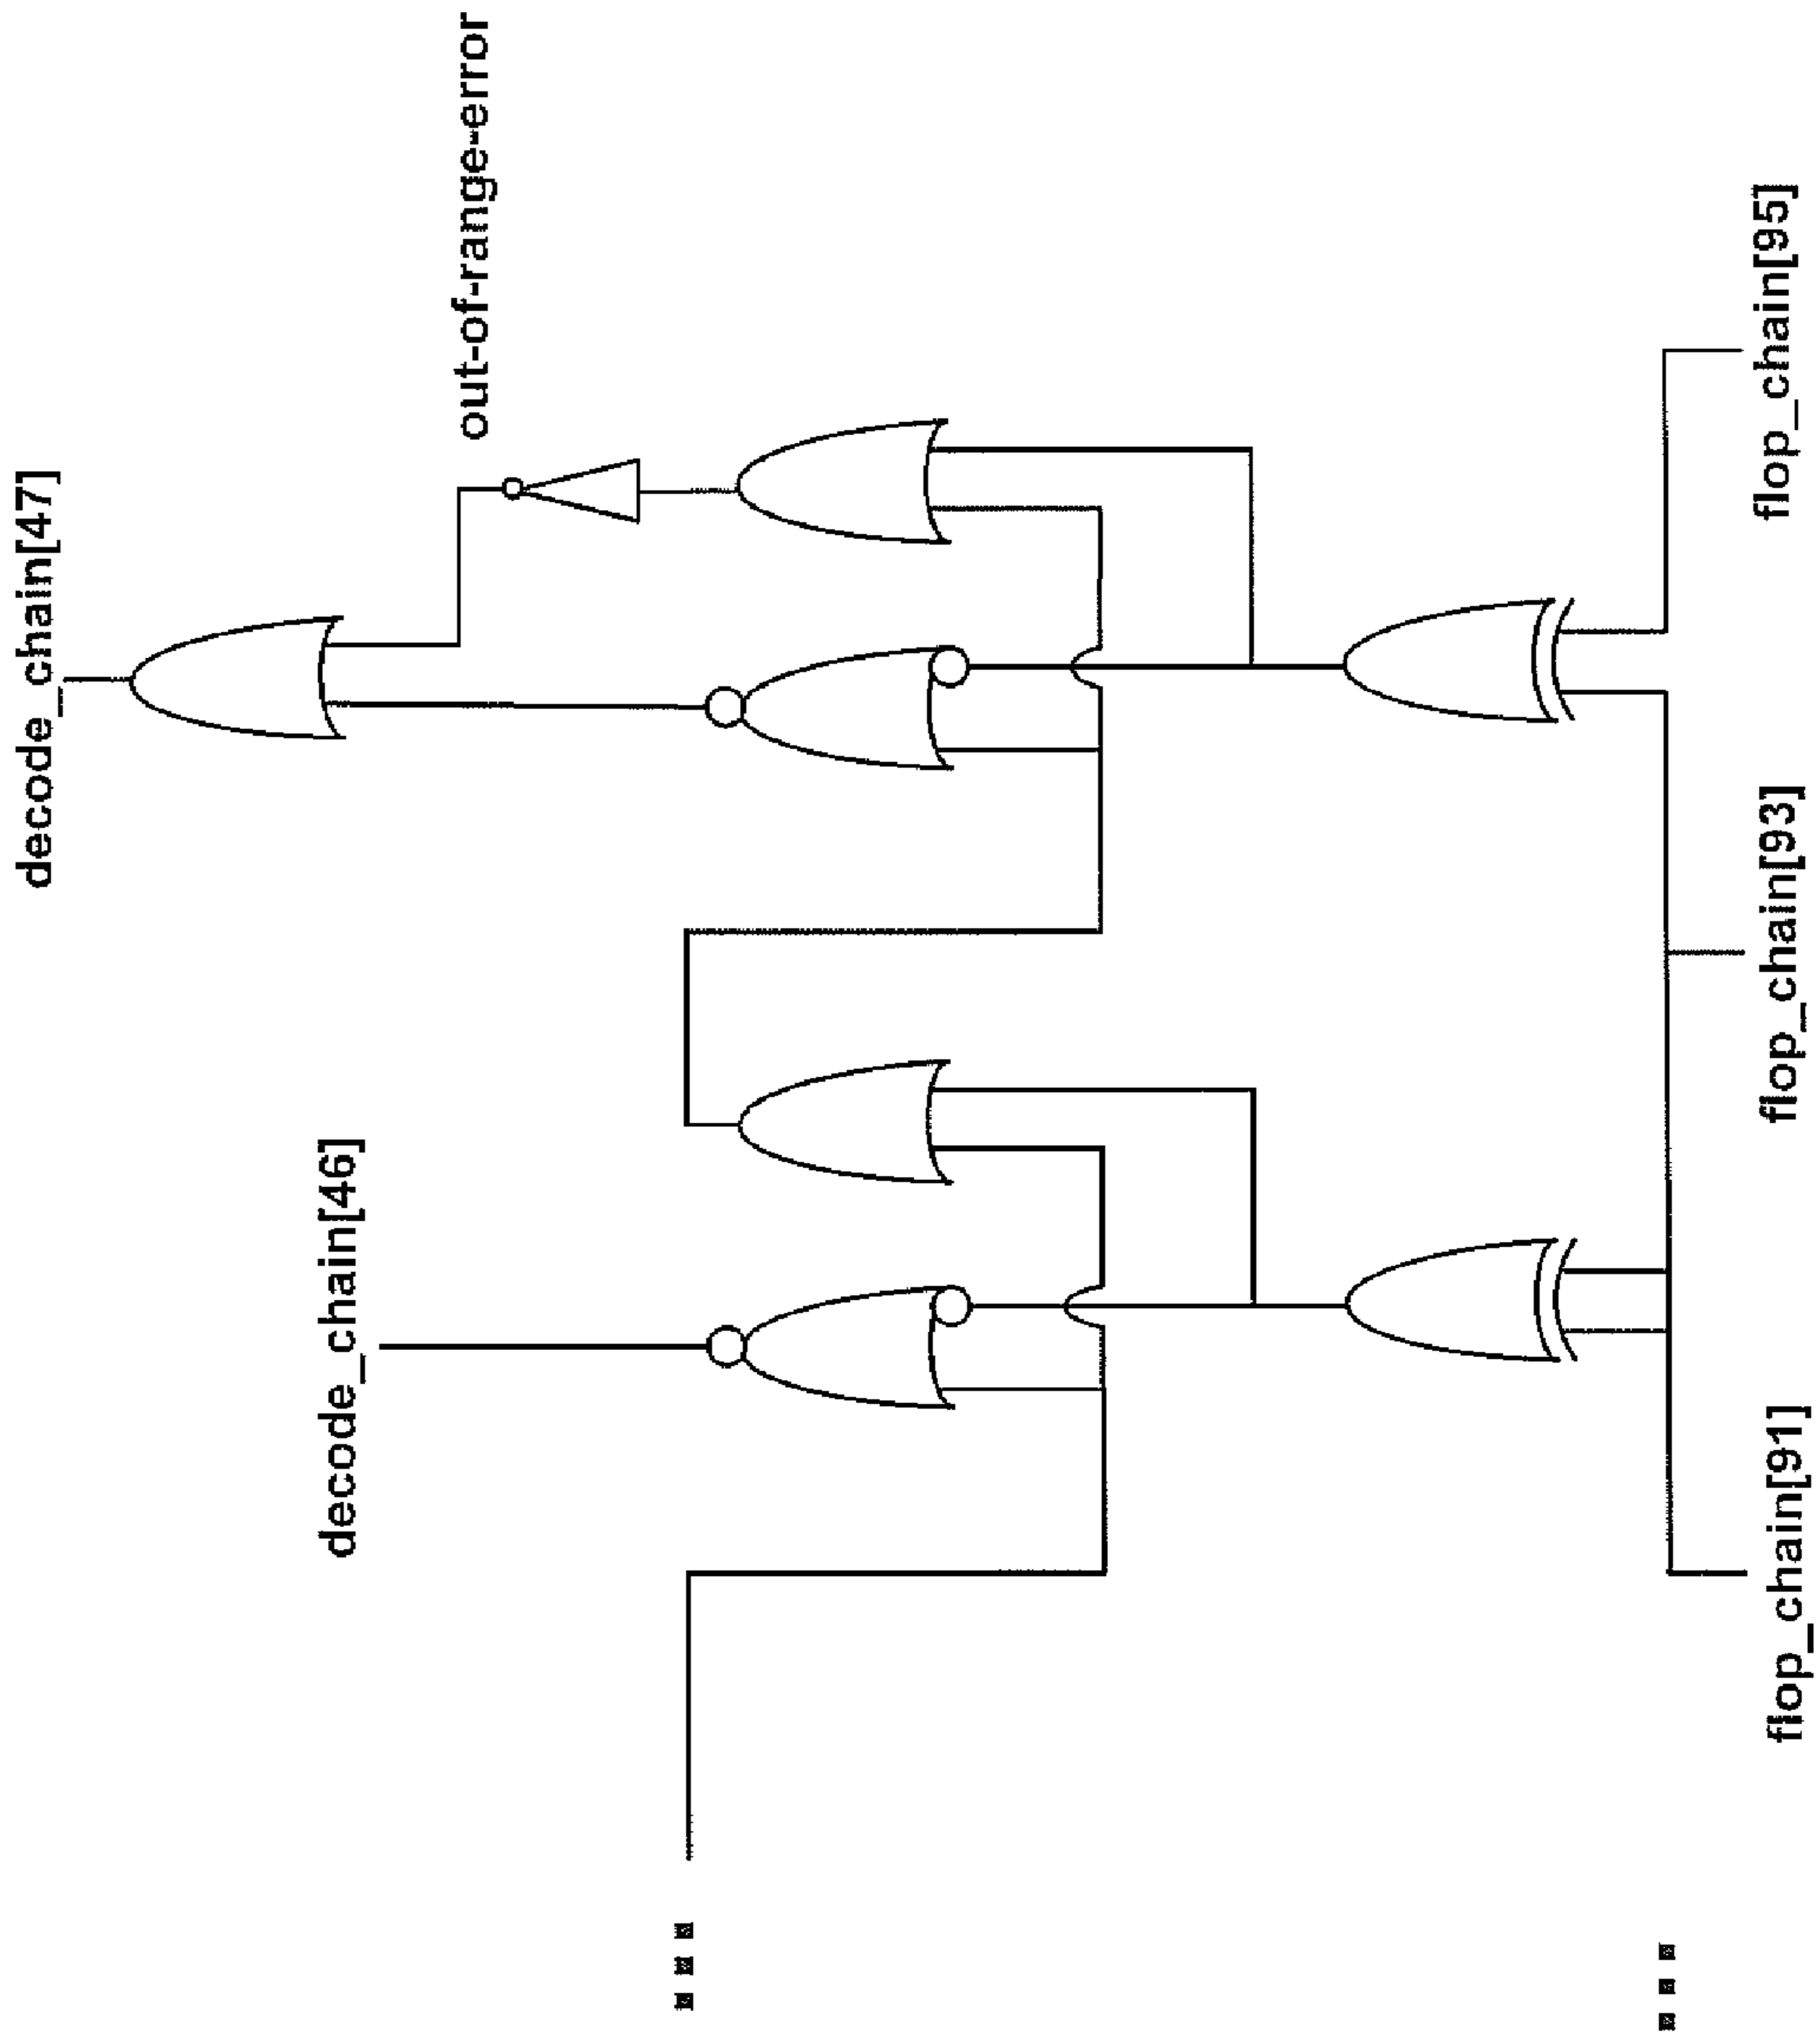 decode_chain[47]
out-of-range-error
decode_chain[46]
flop_chain[91]
flop_chain[93]
flop_chain[95]